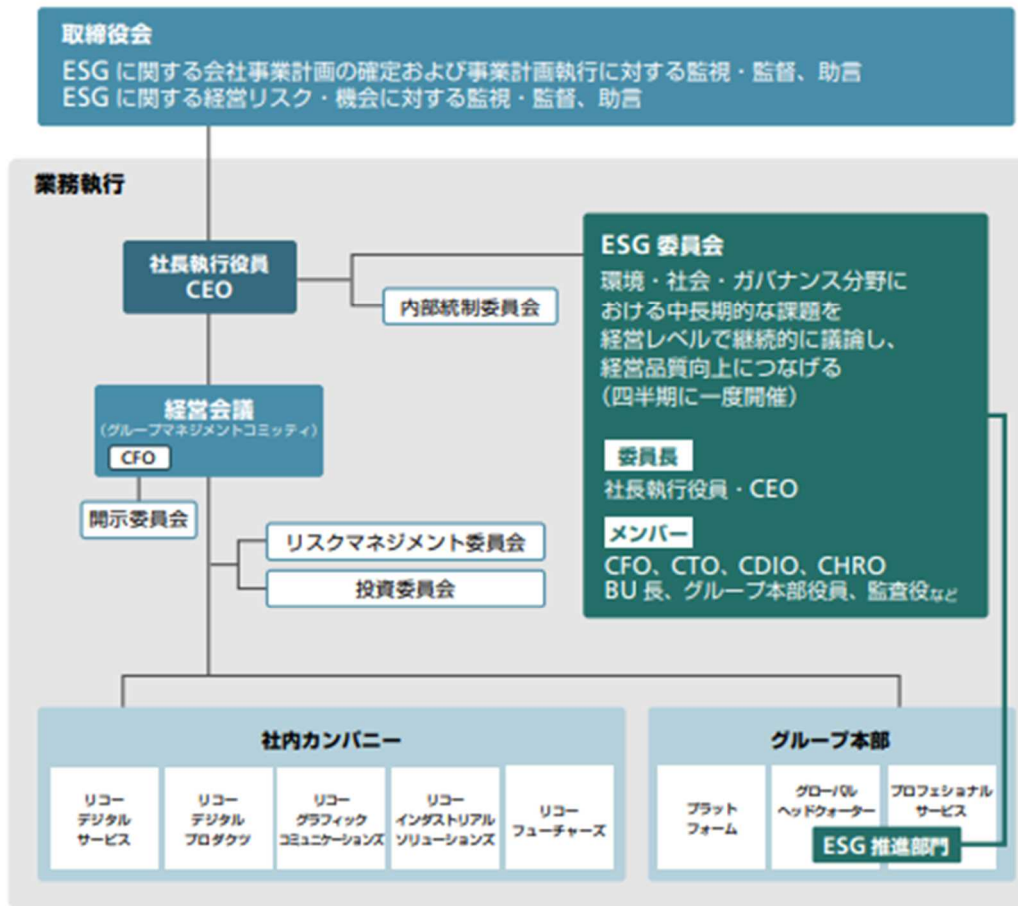 取締役会
ESG に関する会社事業計画の確定および事業計画執行に対する監視・監督、助言
ESG に関する経営リスク・機会に対する監視・監督、助言
業務執行
社長執行役員
CEO
内部統制委員会
ESG 委員会
環境・社会・ガバナンス分野に
おける中長期的な課題を
経営レベルで継続的に議論し、
経営品質向上につなげる
（四半期に一度開催）
委員長
社長執行役員・CEO
メンバー
CFO、CTO、CDIO、CHRO
BU 長、グループ本部役員、監査役など
経営会議
（グループマネジメントコミッティ）
CFO
開示委員会
リスクマネジメント委員会
投資委員会
社内カンパニー
リコー
デジタル
サービス
リコー
デジタル
プロダクツ
リコー
グラフィック
コミュニケーションズ
リコー
インダストリアル
ソリューションズ
リコー
フューチャーズ
グループ本部
プラット
フォーム
グローバル
ヘッドクォーター
プロフェショナル
サービス
ESG 推進部門